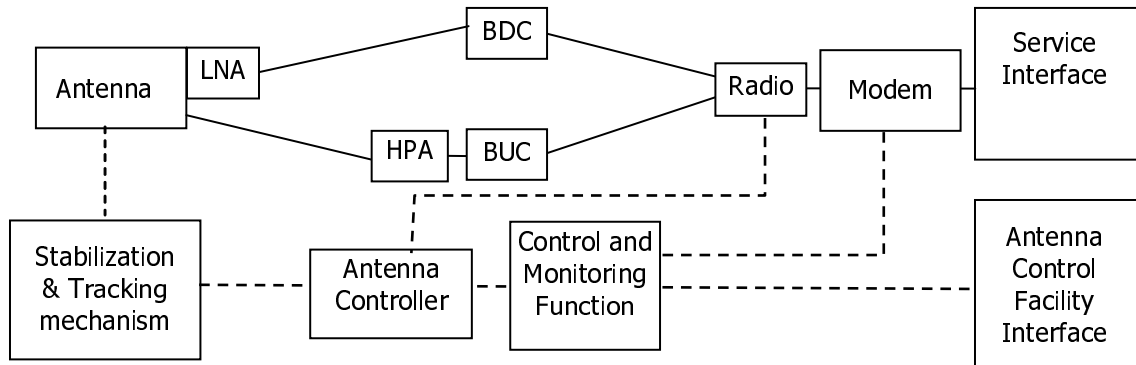 BDC
Service
Interface
LNA
Antenna
Radio
Modem
HPA
BUC
Stabilization
& Tracking
mechanism
Antenna
Controller
Control and
Monitoring
Function
Antenna
Control
Facility
Interface